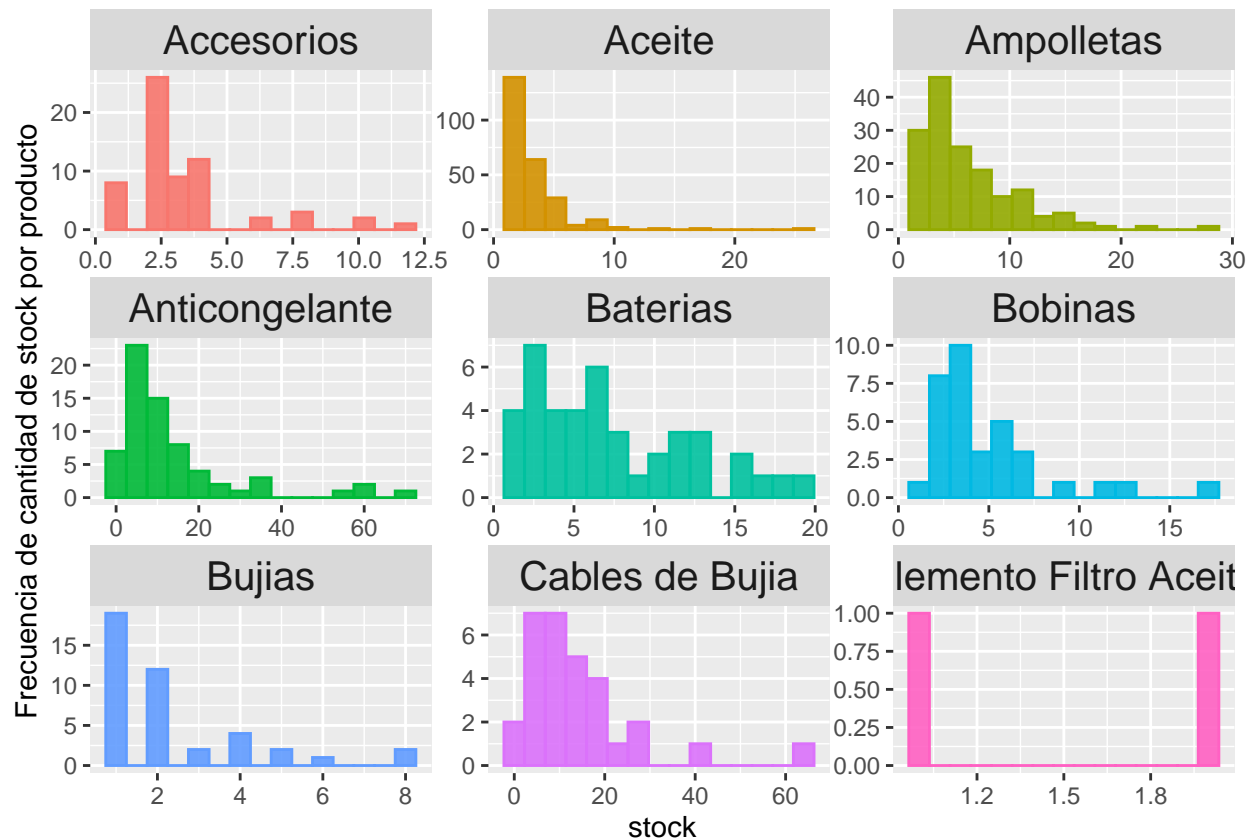 Frecuencia de cantidad de stock por producto
Accesorios
20
10
0
0.0 2.5 5.0 7.5 10.0 12.5
Aceite
100
50
0
0 10 20
Ampolletas
40
30
20
10
0
0 10 20 30
Anticongelante
20
15
10
5
0
0 20 40 60
Baterias
6
4
2
0
0 5 10 15 20
Bobinas
10.0
7.5
5.0
2.5
0.0
0 5 10 15
Bujias
15
10
5
0
2 4 6 8
Cables de Bujia
6
4
2
0
0 20 40 60
lemento Filtro Aceit
1.00
0.75
0.50
0.25
0.00
1.2 1.5 1.8
stock